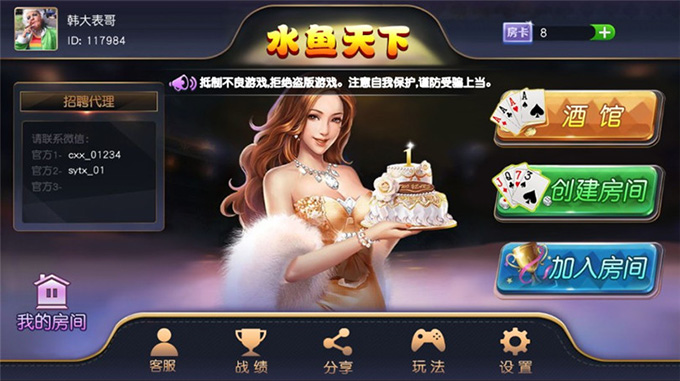 韩大表哥
ID: 117984
水鱼天下
房卡
8
抵制不良游戏,拒绝盗版游戏。注意自我保护,谨防受骗上当。
招聘代理
请联系微信:
官方1- cxx_01234
官方2- sytx_01
官方3-
酒馆
创建房间
加入房间
我的房间
客服
战绩
分享
玩法
设置